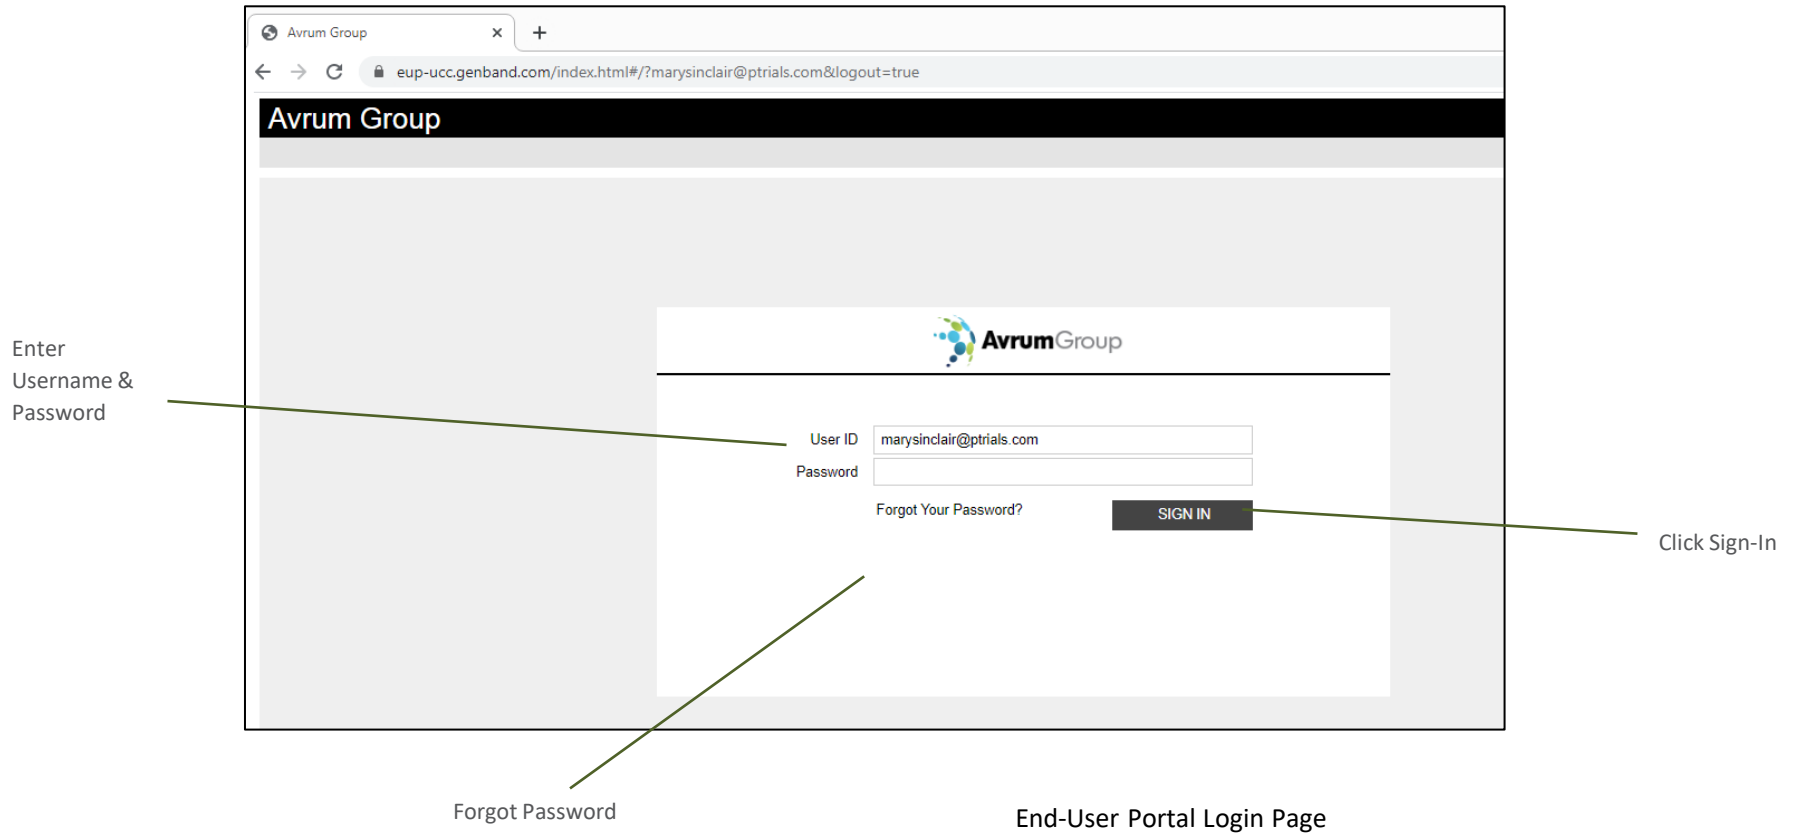 Avrum Group
eup-ucc.genband.com/index.html#/?marysinclair@ptrials.com&logout=true
Avrum Group
AvrumGroup
Enter
Username &
Password
User ID marysinclair@ptrials.com
Password
Forgot Your Password? SIGN IN
Click Sign-In
Forgot Password
End-User Portal Login Page